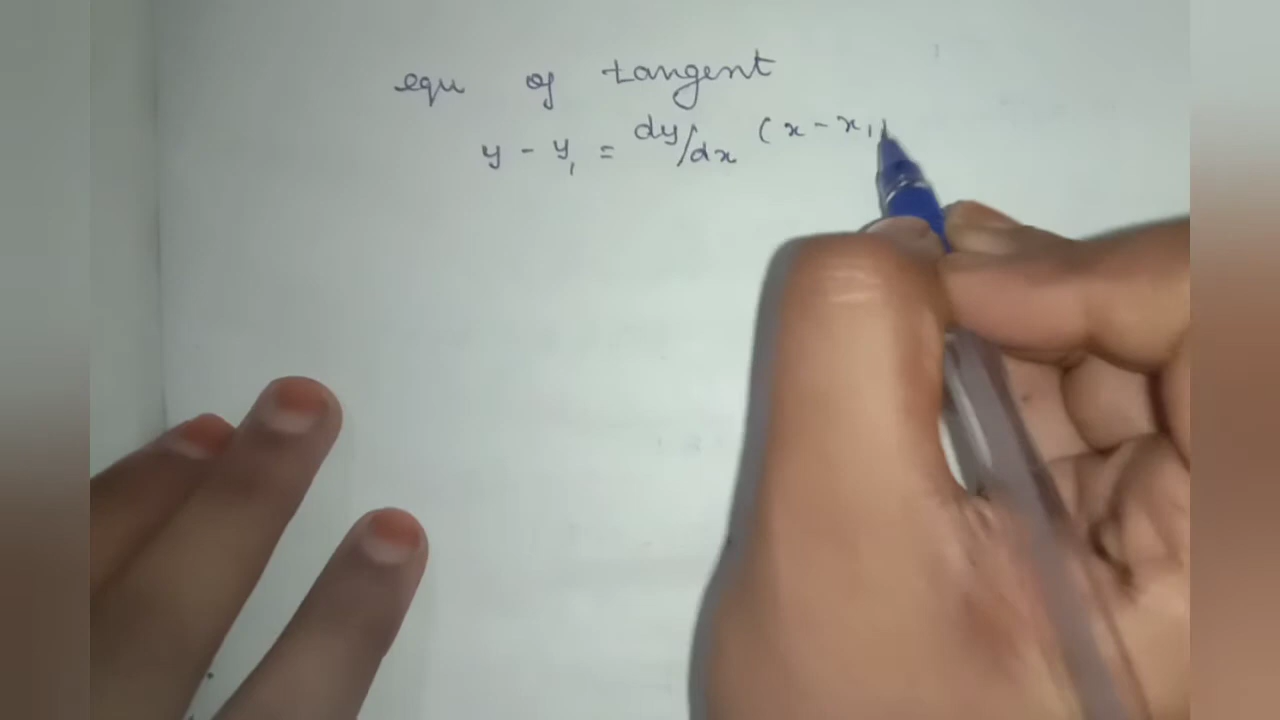 equ of tangent
y - y₁ = dy/dx (x - x₁)